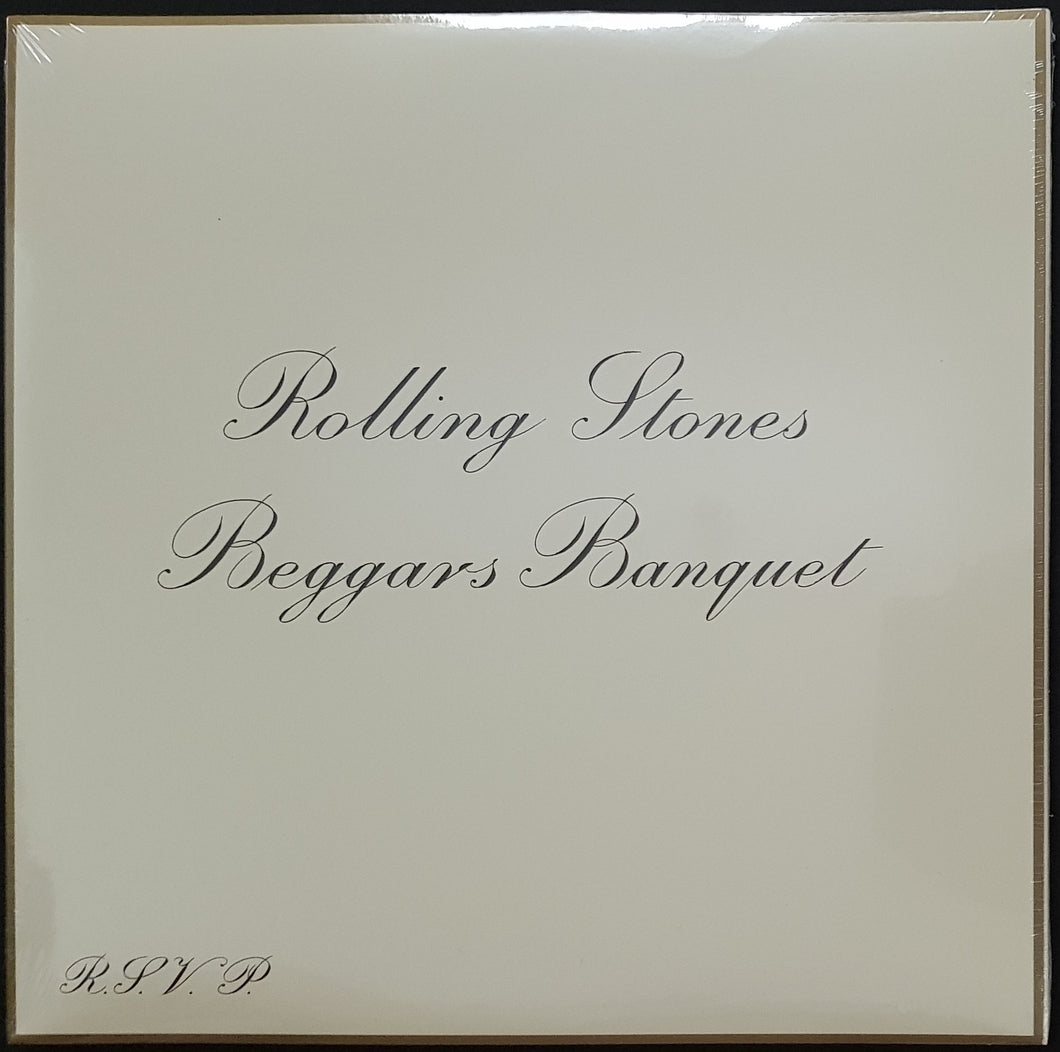 Rolling Stones
Beggars Banquet
R.S.V.P.